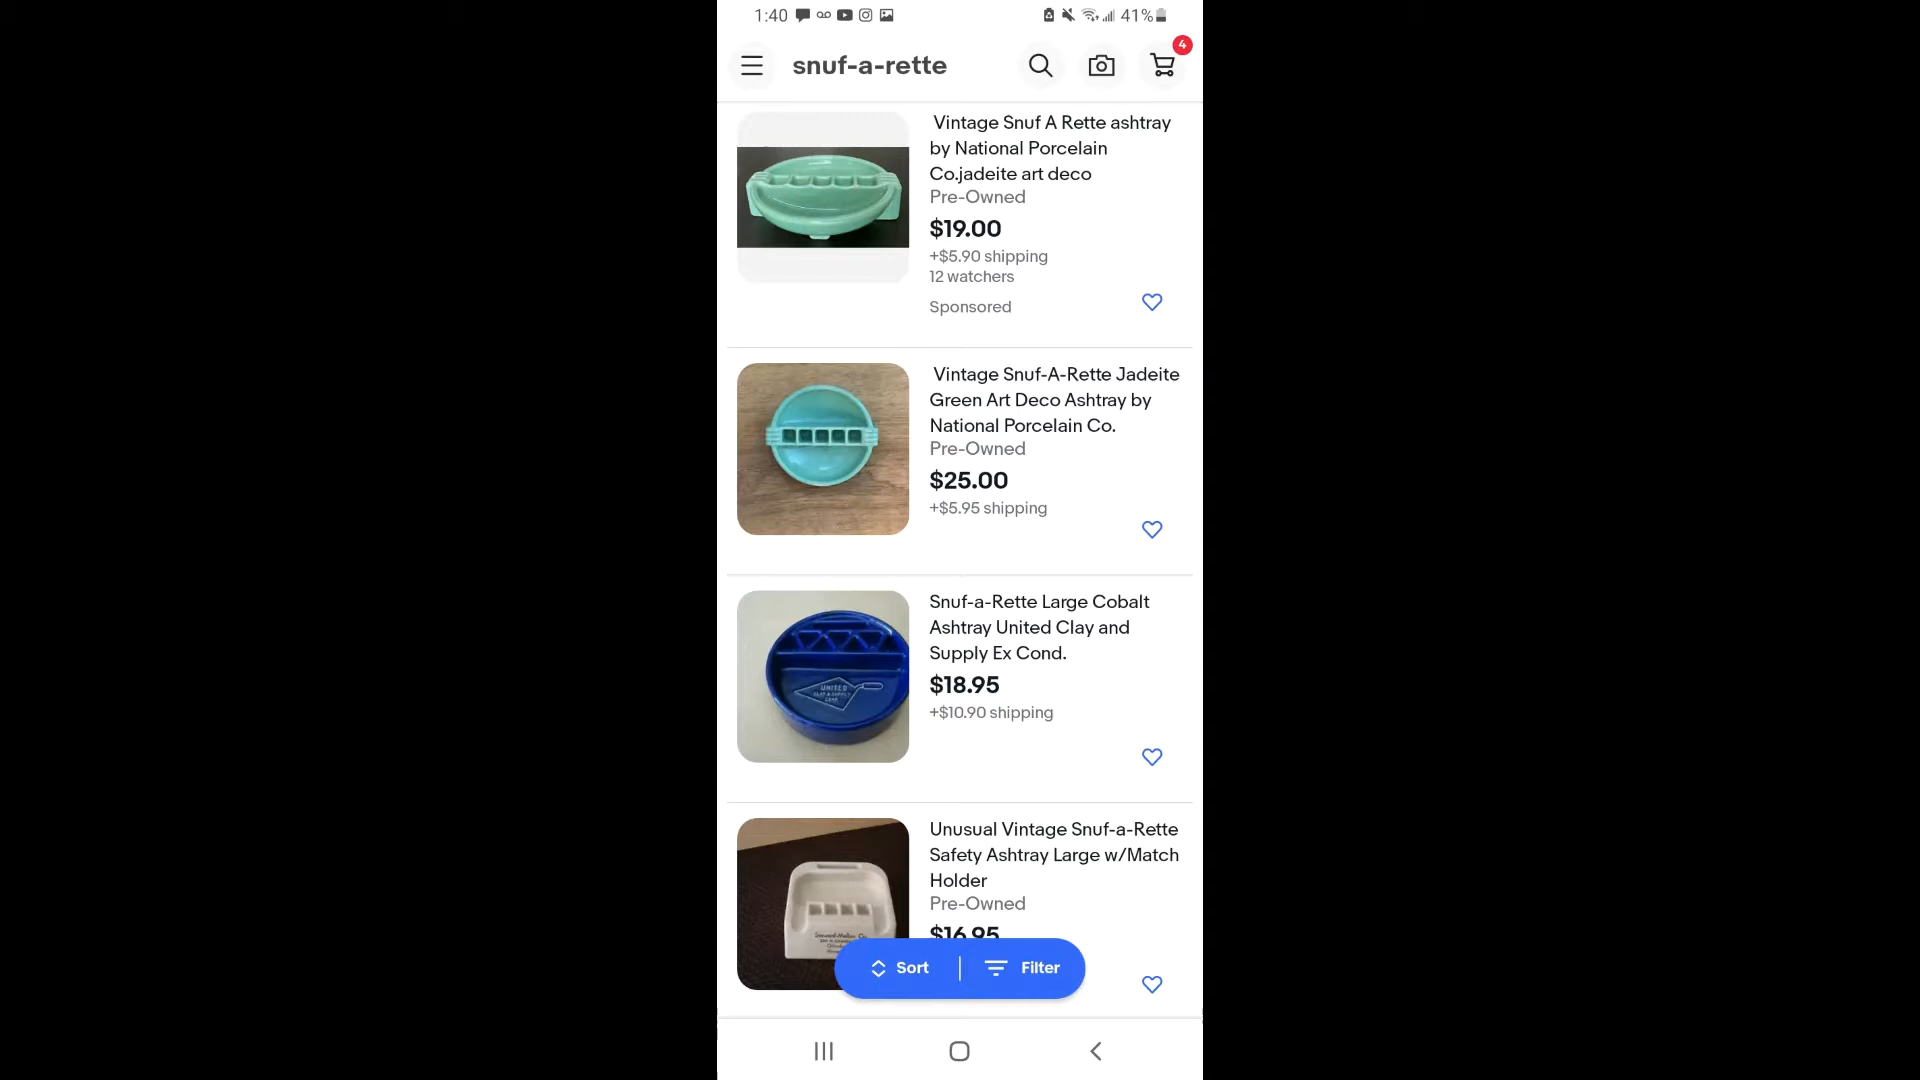 1:40
41%
4
snuf-a-rette
Vintage Snuf A Rette ashtray
by National Porcelain
Co.jadeite art deco
Pre-Owned
$19.00
+$5.90 shipping
12 watchers
Sponsored
Vintage Snuf-A-Rette Jadeite
Green Art Deco Ashtray by
National Porcelain Co.
Pre-Owned
$25.00
+$5.95 shipping
UNITED
Snuf-a-Rette Large Cobalt
Ashtray United Clay and
Supply Ex Cond.
$18.95
+$10.90 shipping
Unusual Vintage Snuf-a-Rette
Safety Ashtray Large w/Match
Holder
Pre-Owned
$16.95
Sort
Filter